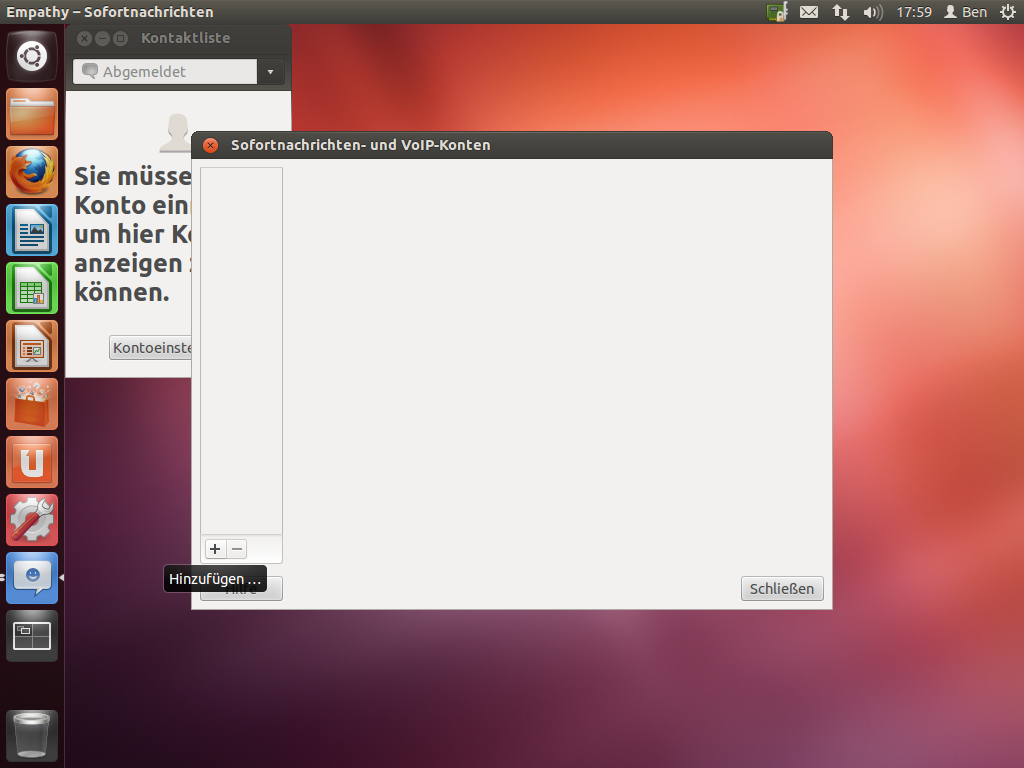 Empathy – Sofortnachrichten
17:59
Ben
Kontaktliste
Abgemeldet
Sie müsse
Konto ein
um hier K
anzeigen
können.
Kontoeinste
Sofortnachrichten- und VoIP-Konten
Hinzufügen ...
Hilfe
Schließen